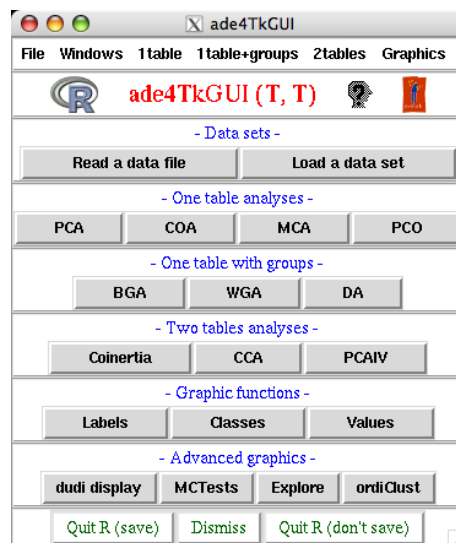 X ade4TkGUI
File Windows 1table 1table+groups 2tables Graphics
R ade4TkGUI (T, T) ?
- Data sets -
Read a data file Load a data set
- One table analyses -
PCA COA MCA PCO
- One table with groups -
BGA WGA DA
- Two tables analyses -
Coinertia CCA PCAIV
- Graphic functions -
Labels Classes Values
- Advanced graphics -
dudi display MCTests Explore ordiClust
Quit R (save) Dismiss Quit R (don't save)